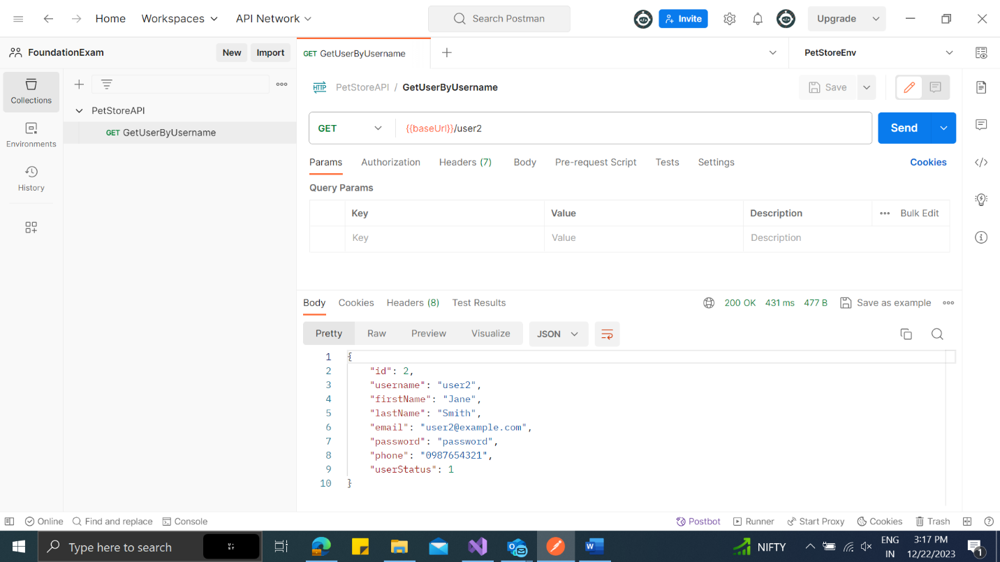 Home Workspaces API Network Search Postman Invite Upgrade
FoundationExam New Import GET GetUserByUsername PetStoreEnv
Collections
PetStoreAPI
GET GetUserByUsername
Environments
History
HTTP PetStoreAPI / GetUserByUsername Save
GET {{baseUrl}}/user2 Send
Params Authorization Headers (7) Body Pre-request Script Tests Settings Cookies
Query Params
Key Value Description Bulk Edit
Key Value Description
Body Cookies Headers (8) Test Results 200 OK 431 ms 477 B Save as example
Pretty Raw Preview Visualize JSON
1 {
2 "id": 2,
3 "username": "user2",
4 "firstName": "Jane",
5 "lastName": "Smith",
6 "email": "user2@example.com",
7 "password": "password",
8 "phone": "0987654321",
9 "userStatus": 1
10 }
Online Find and replace Console Postbot Runner Start Proxy Cookies Trash
Type here to search NIFTY ENG IN 3:17 PM 12/22/2023 1